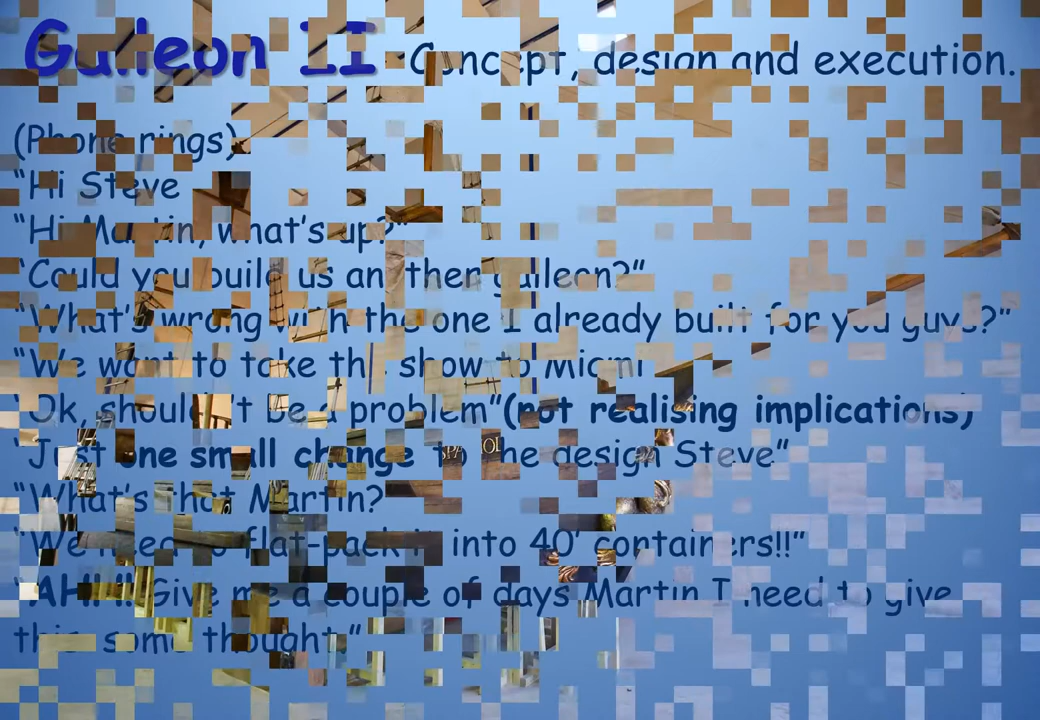 Galleon II Concept, design and execution.
(Phone rings)
“Hi Steve
“Hi Martin, what’s up?”
“Could you build us another galleon?”
“What’s wrong with the one I already built for you guys?”
“We want to take this show to Miami
“Ok, shouldn’t be a problem”(not realising implications)
“Just one small change to the design Steve”
“What’s that Martin?
“We need to flat-pack it into 40’ containers!!”
“AH!!!! Give me a couple of days Martin I need to give
this some thought.”